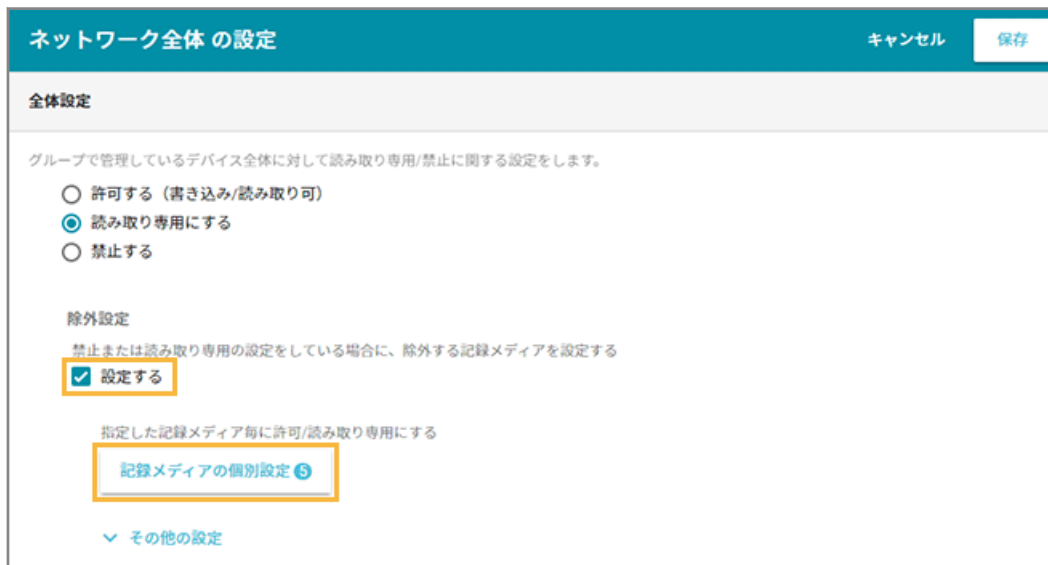 ネットワーク全体 の設定
キャンセル
保存
全体設定
グループで管理しているデバイス全体に対して読み取り専用/禁止に関する設定をします。
許可する（書き込み/読み取り可）
読み取り専用にする
禁止する
除外設定
禁止または読み取り専用の設定をしている場合に、除外する記録メディアを設定する
設定する
指定した記録メディア毎に許可/読み取り専用にする
記録メディアの個別設定 5
その他の設定